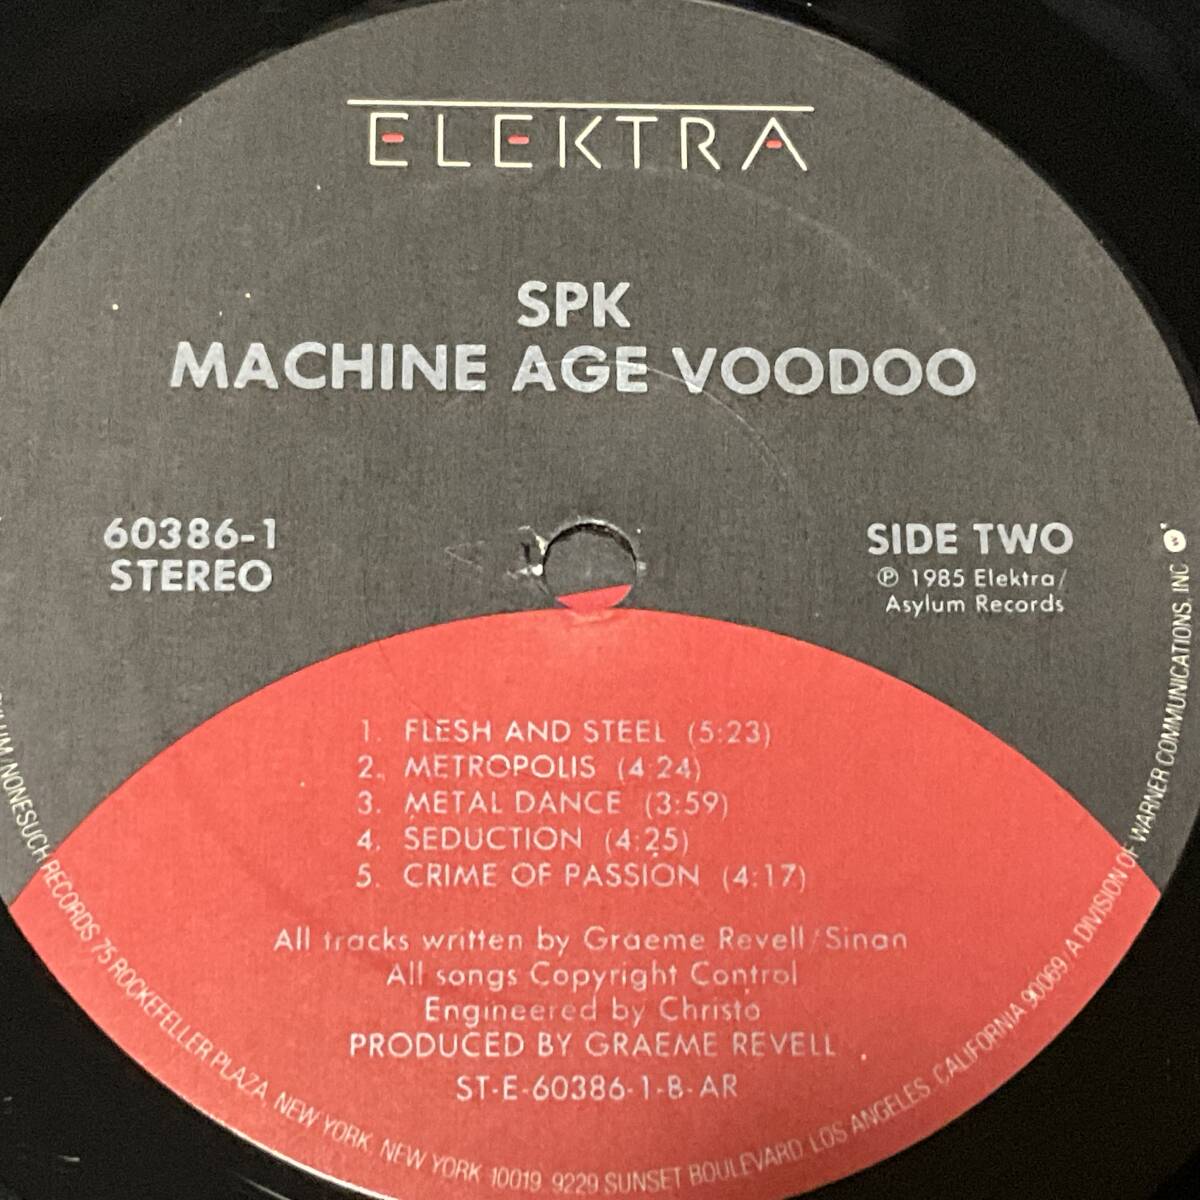 ELEKTRA
SPK
MACHINE AGE VOODOO
60386-1
STEREO
SIDE TWO
℗ 1985 Elektra/
Asylum Records
1. FLESH AND STEEL (5:23)
2. METROPOLIS (4:24)
3. METAL DANCE (3:59)
4. SEDUCTION (4:25)
5. CRIME OF PASSION (4:17)
All tracks written by Graeme Revell/Sinan
All songs Copyright Control
Engineered by Christo
PRODUCED BY GRAEME REVELL
ST-E-60386-1-B-AR
/NONESUCH RECORDS 75 ROCKEFELLER PLAZA, NEW YORK, NEW YORK 10019. 9229 SUNSET BOULEVARD, LOS ANGELES, CALIFORNIA 90069. A DIVISION OF WARNER COMMUNICATIONS, INC